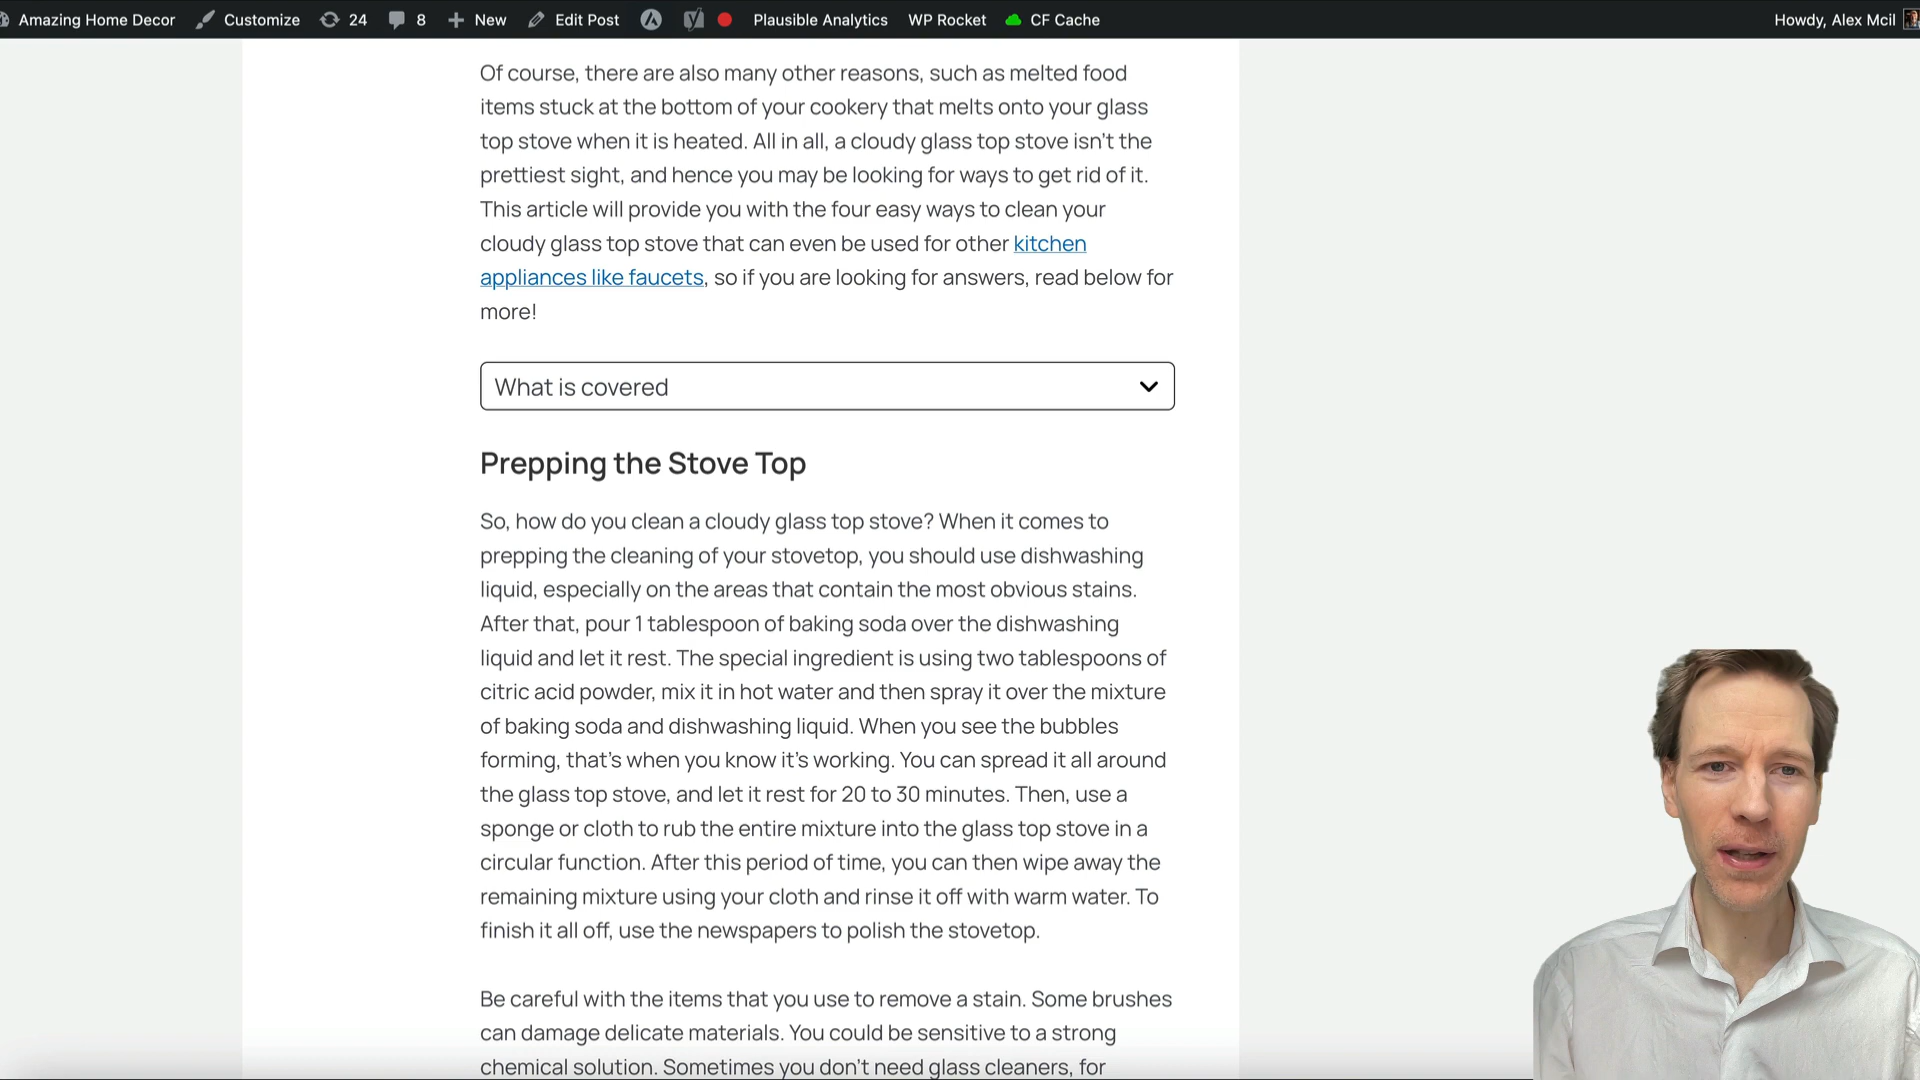 Amazing Home Decor Customize 24 8 New Edit Post Plausible Analytics WP Rocket CF Cache Howdy, Alex Mcil
Of course, there are also many other reasons, such as melted food
items stuck at the bottom of your cookery that melts onto your glass
top stove when it is heated. All in all, a cloudy glass top stove isn’t the
prettiest sight, and hence you may be looking for ways to get rid of it.
This article will provide you with the four easy ways to clean your
cloudy glass top stove that can even be used for other kitchen
appliances like faucets, so if you are looking for answers, read below for
more!
What is covered
Prepping the Stove Top
So, how do you clean a cloudy glass top stove? When it comes to
prepping the cleaning of your stovetop, you should use dishwashing
liquid, especially on the areas that contain the most obvious stains.
After that, pour 1 tablespoon of baking soda over the dishwashing
liquid and let it rest. The special ingredient is using two tablespoons of
citric acid powder, mix it in hot water and then spray it over the mixture
of baking soda and dishwashing liquid. When you see the bubbles
forming, that’s when you know it’s working. You can spread it all around
the glass top stove, and let it rest for 20 to 30 minutes. Then, use a
sponge or cloth to rub the entire mixture into the glass top stove in a
circular function. After this period of time, you can then wipe away the
remaining mixture using your cloth and rinse it off with warm water. To
finish it all off, use the newspapers to polish the stovetop.
Be careful with the items that you use to remove a stain. Some brushes
can damage delicate materials. You could be sensitive to a strong
chemical solution. Sometimes you don’t need glass cleaners, for